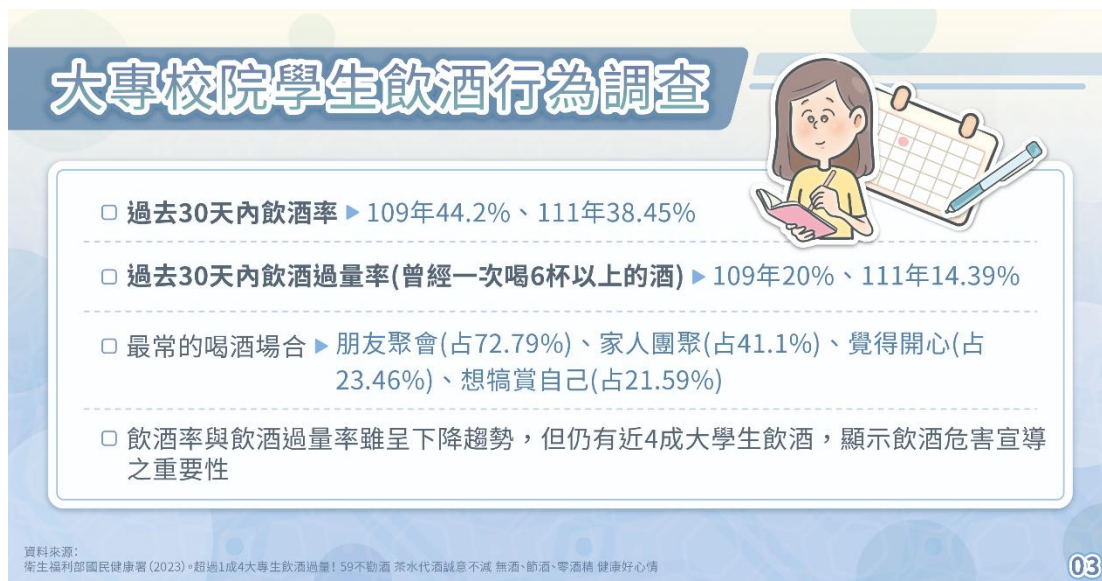 大專校院學生飲酒行為調查
過去30天內飲酒率▶109年44.2%、111年38.45%
過去30天內飲酒過量率(曾經一次喝6杯以上的酒)▶109年20%、111年14.39%
最常的喝酒場合▶朋友聚會(占72.79%)、家人團聚(占41.1%)、覺得開心(占
23.46%)、想犒賞自己(占21.59%)
飲酒率與飲酒過量率雖呈下降趨勢，但仍有近4成大學生飲酒，顯示飲酒危害宣導
之重要性
資料來源：
衛生福利部國民健康署(2023)。超過1成4大專生飲酒過量！59不勸酒 茶水代酒誠意不減 無酒、節酒、零酒精 健康好心情
03